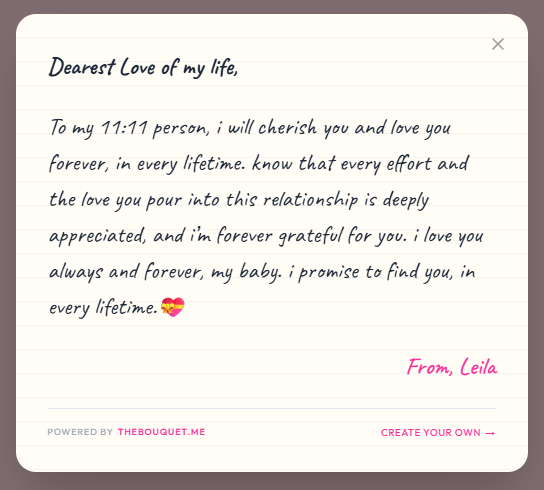 Dearest Love of my life,
To my 11:11 person, i will cherish you and love you
forever, in every lifetime. know that every effort and
the love you pour into this relationship is deeply
appreciated, and i'm forever grateful for you. i love you
always and forever, my baby. i promise to find you, in
every lifetime.💝
From, Leila
POWERED BY THEBOUQUET.ME
CREATE YOUR OWN →